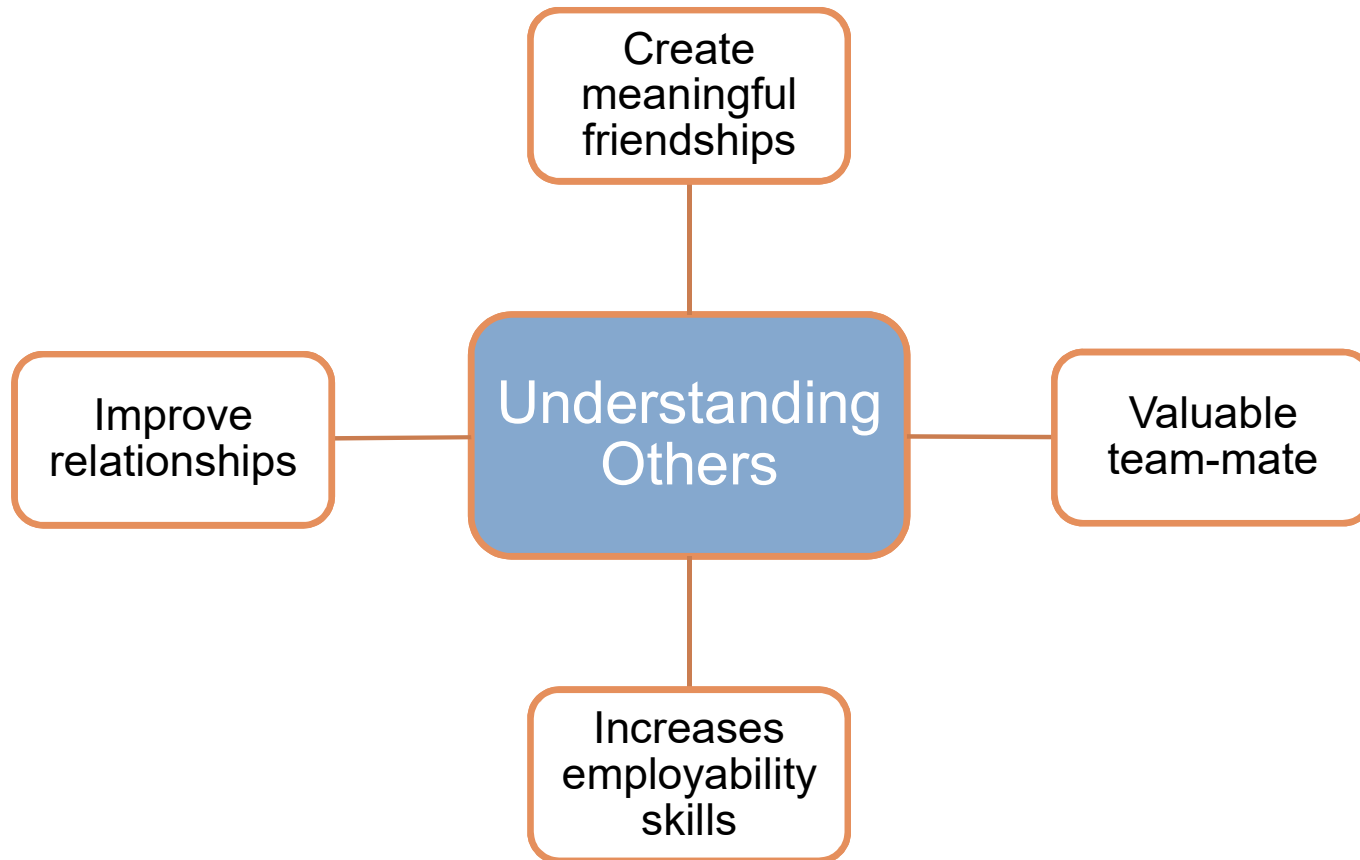 Create
meaningful
friendships
Improve
relationships
Understanding
Others
Valuable
team-mate
Increases
employability
skills